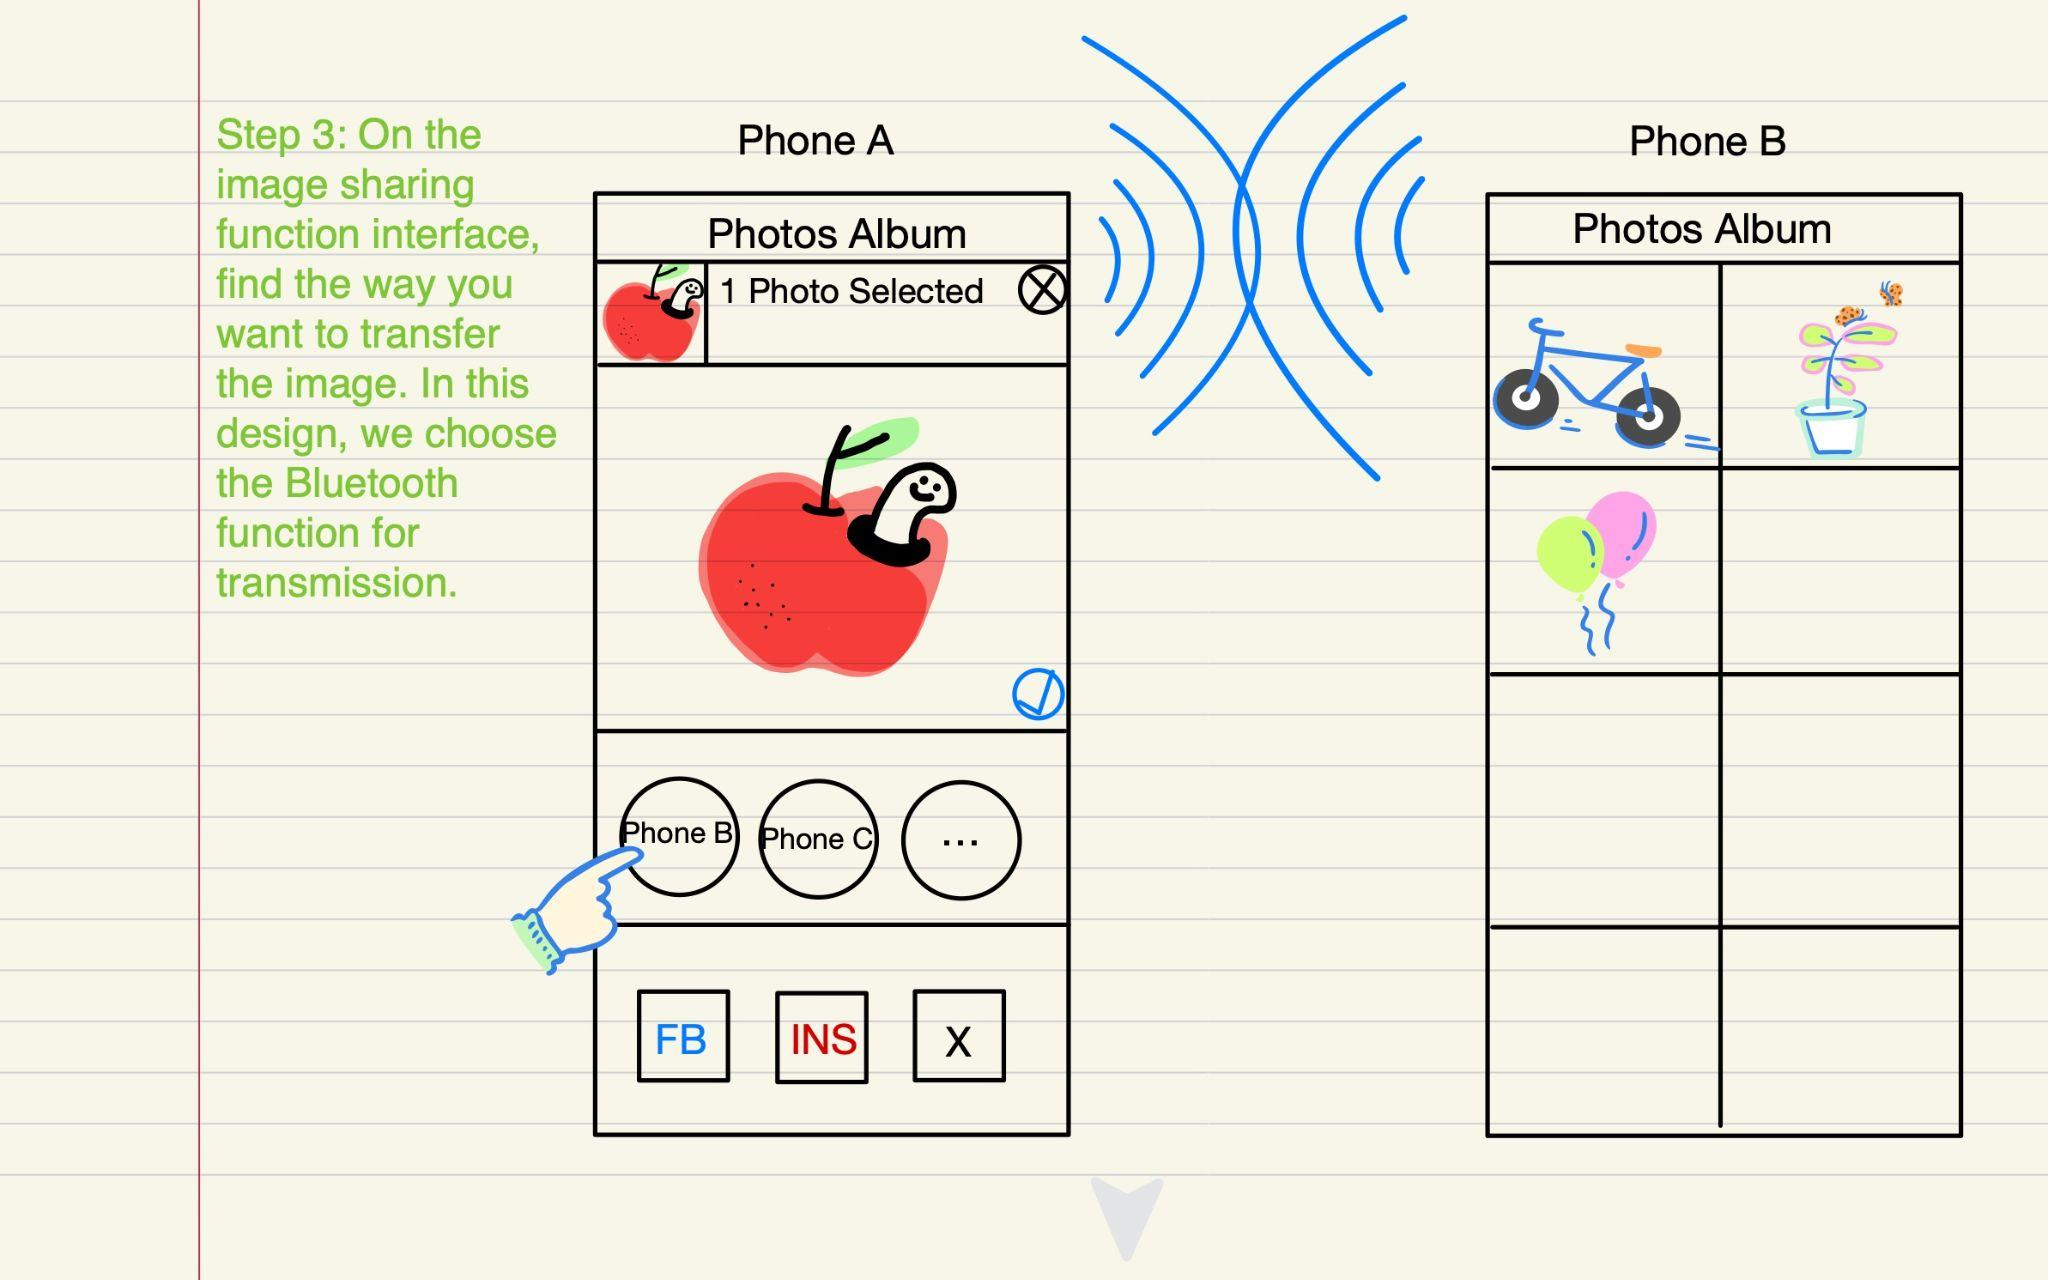 Step 3: On the
image sharing
function interface,
find the way you
want to transfer
the image. In this
design, we choose
the Bluetooth
function for
transmission.
Phone A
Photos Album
1 Photo Selected
Phone B
Phone C
...
FB
INS
X
Phone B
Photos Album